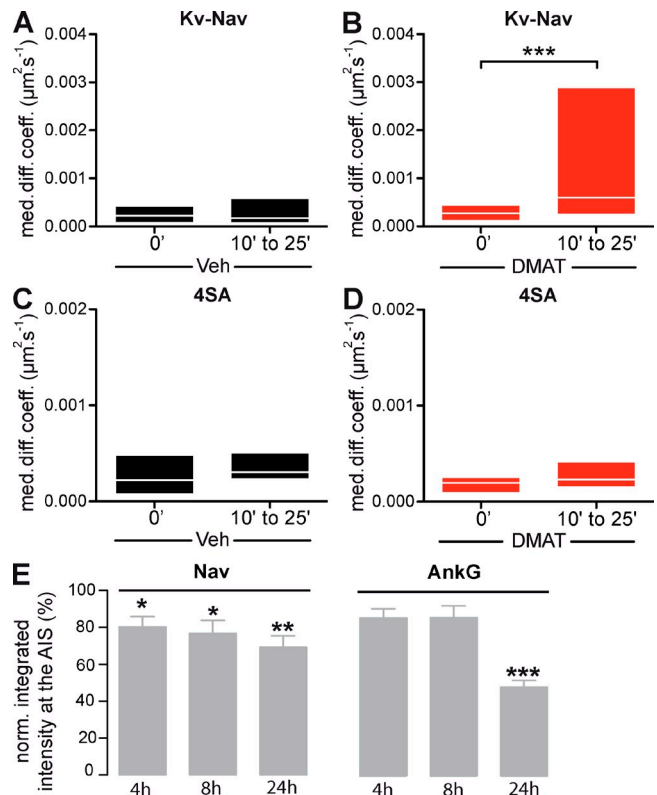 A
Kv-Nav
med.diff.coeff. (µm².s⁻¹)
0.004
0.003
0.002
0.001
0.000
0'
10' to 25'
Veh
B
Kv-Nav
***
med.diff.coeff. (µm².s⁻¹)
0.004
0.003
0.002
0.001
0.000
0'
10' to 25'
DMAT
C
4SA
med.diff.coeff. (µm².s⁻¹)
0.002
0.001
0.000
0'
10' to 25'
Veh
D
4SA
med.diff.coeff. (µm².s⁻¹)
0.002
0.001
0.000
0'
10' to 25'
DMAT
E
Nav
AnkG
norm. integrated
intensity at the AIS (%)
100
80
60
40
20
0
*
*
**
***
4h
8h
24h
4h
8h
24h